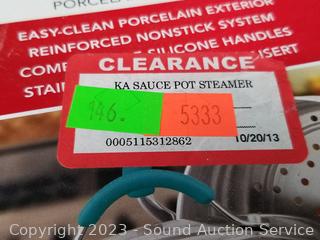 EASY-CLEAN PORCELAIN EXTERIOR
REINFORCED NONSTICK SYSTEM
SILICONE HANDLES
CLEARANCE
KA SAUCE POT STEAMER
146.
5333
0005115312862
10/20/13
Copyright 2023 - Sound Auction Service